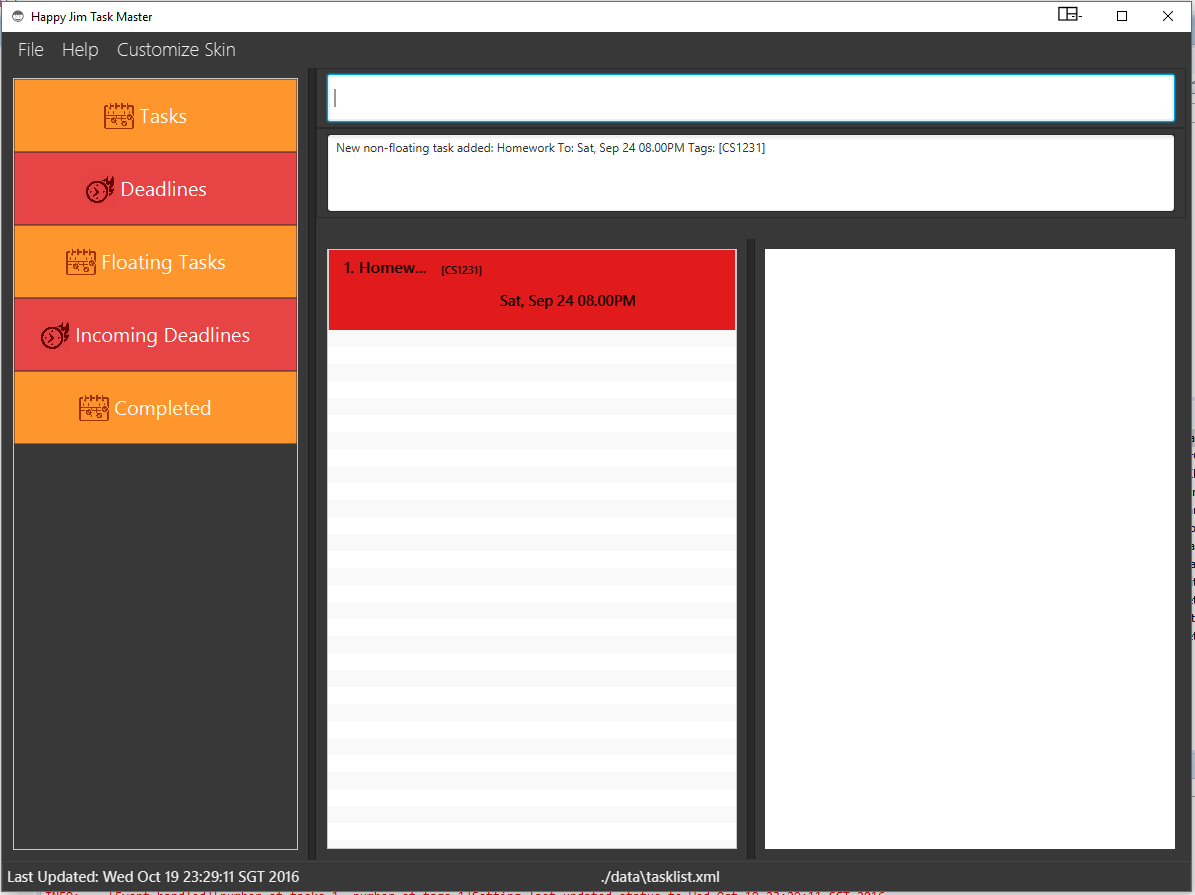 Happy Jim Task Master
File Help Customize Skin
Tasks
Deadlines
Floating Tasks
Incoming Deadlines
Completed
New non-floating task added: Homework To: Sat, Sep 24 08.00PM Tags: [CS1231]
1. Homew... [CS1231]
Sat, Sep 24 08.00PM
Last Updated: Wed Oct 19 23:29:11 SGT 2016 ./data\tasklist.xml